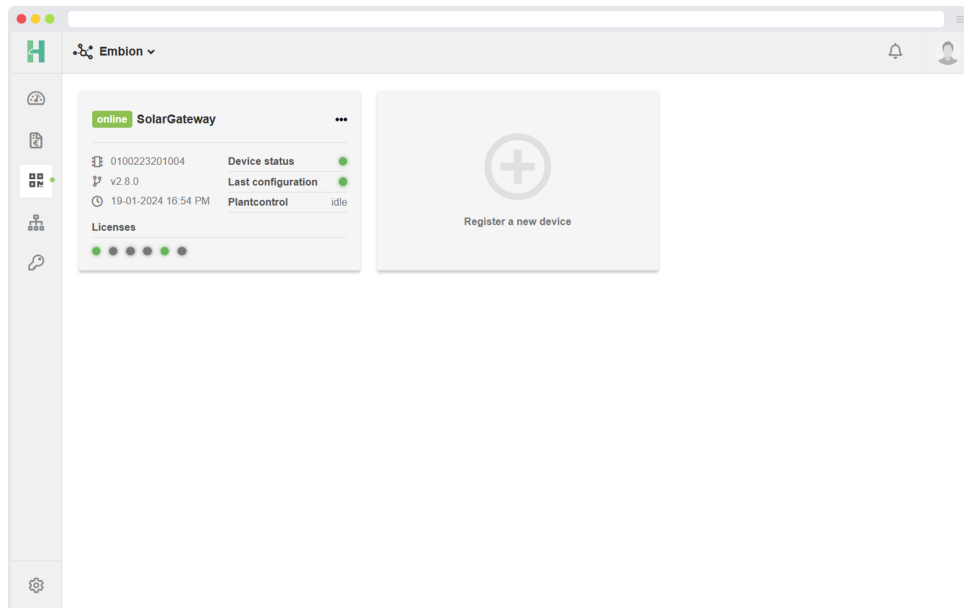 Embion
online SolarGateway
0100223201004 Device status
v2.8.0 Last configuration
19-01-2024 16:54 PM Plantcontrol idle
Licenses
Register a new device